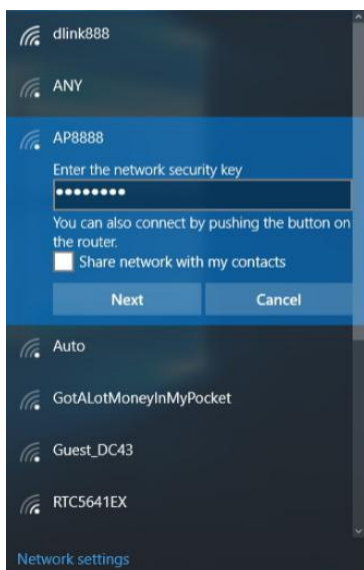 dlink888
ANY
AP8888
Enter the network security key
••••••••
You can also connect by pushing the button on
the router.
Share network with my contacts
Next Cancel
Auto
GotALotMoneyInMyPocket
Guest_DC43
RTC5641EX
Network settings